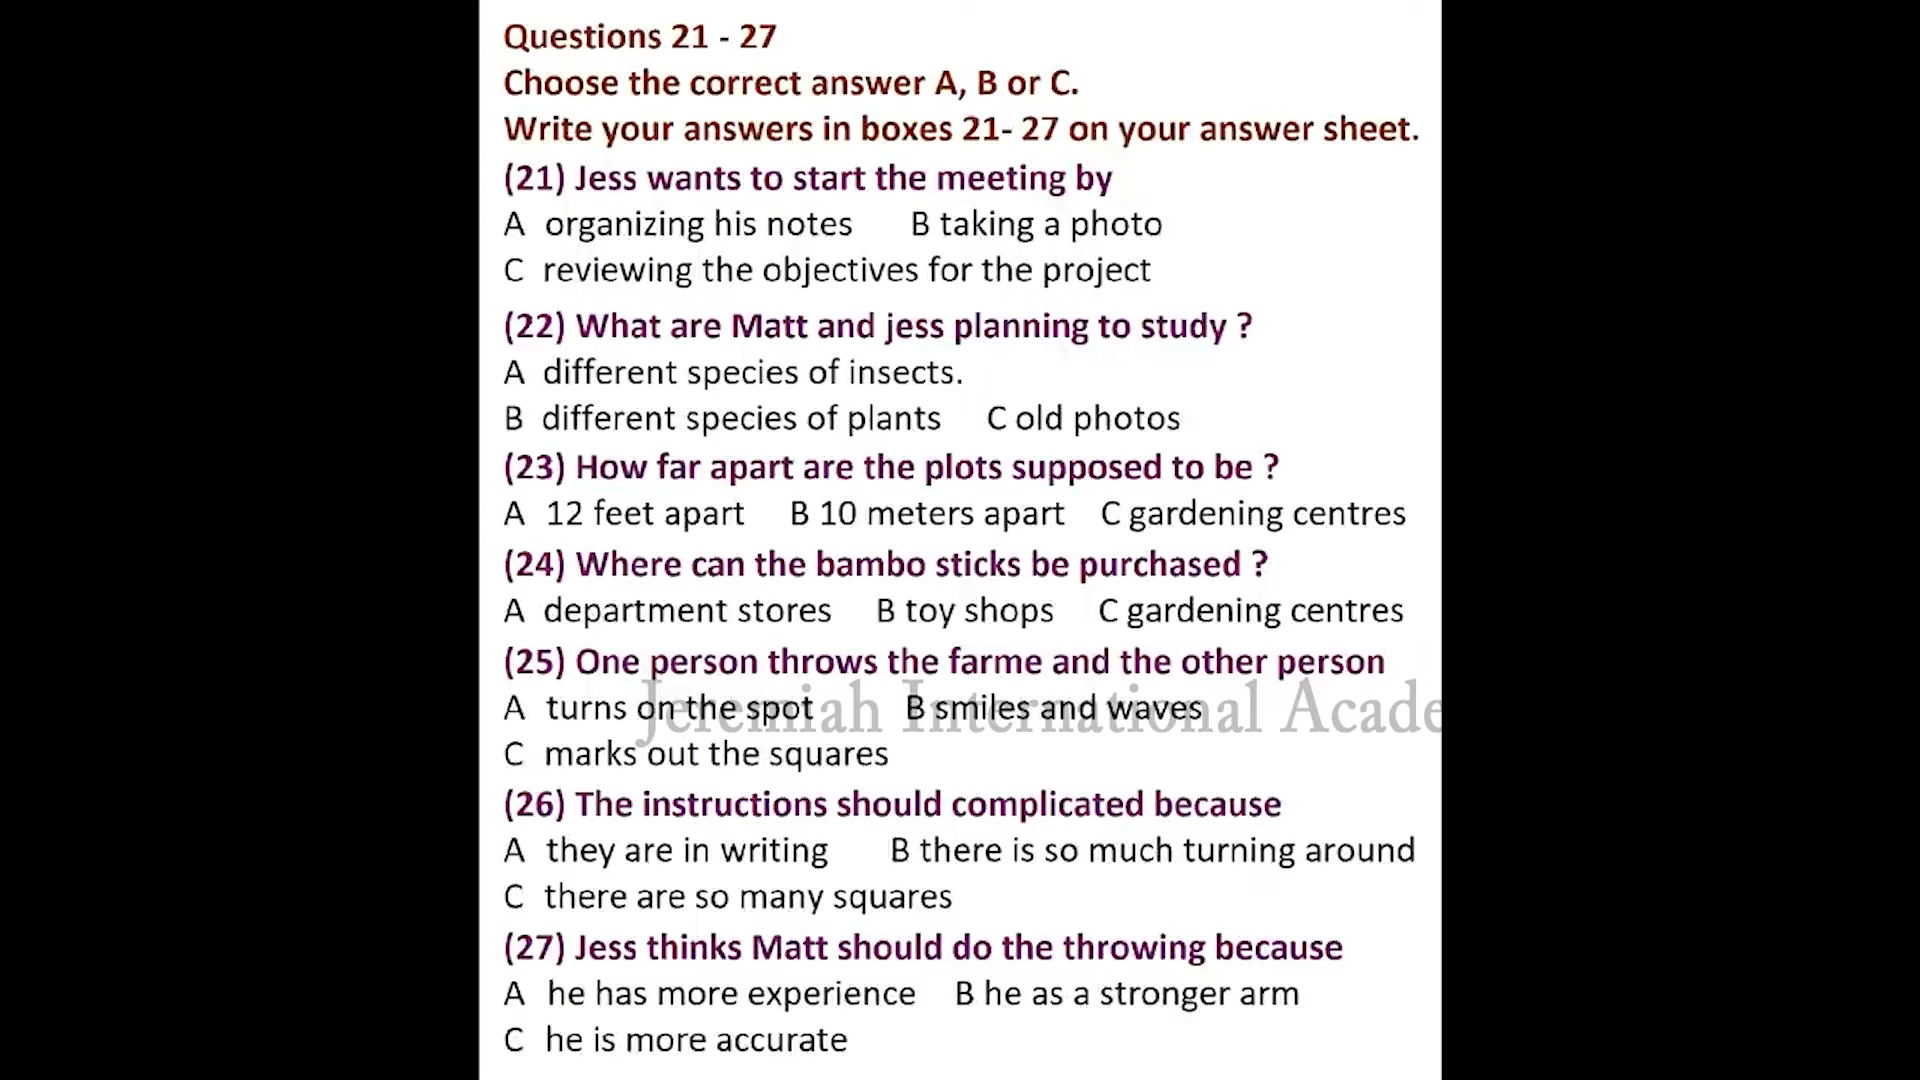 Questions 21 - 27
Choose the correct answer A, B or C.
Write your answers in boxes 21- 27 on your answer sheet.
(21) Jess wants to start the meeting by
A organizing his notes B taking a photo
C reviewing the objectives for the project
(22) What are Matt and jess planning to study ?
A different species of insects.
B different species of plants C old photos
(23) How far apart are the plots supposed to be ?
A 12 feet apart B 10 meters apart C gardening centres
(24) Where can the bambo sticks be purchased ?
A department stores B toy shops C gardening centres
(25) One person throws the farme and the other person
A turns on the spot B smiles and waves
Jeremiah International Acade
C marks out the squares
(26) The instructions should complicated because
A they are in writing B there is so much turning around
C there are so many squares
(27) Jess thinks Matt should do the throwing because
A he has more experience B he as a stronger arm
C he is more accurate